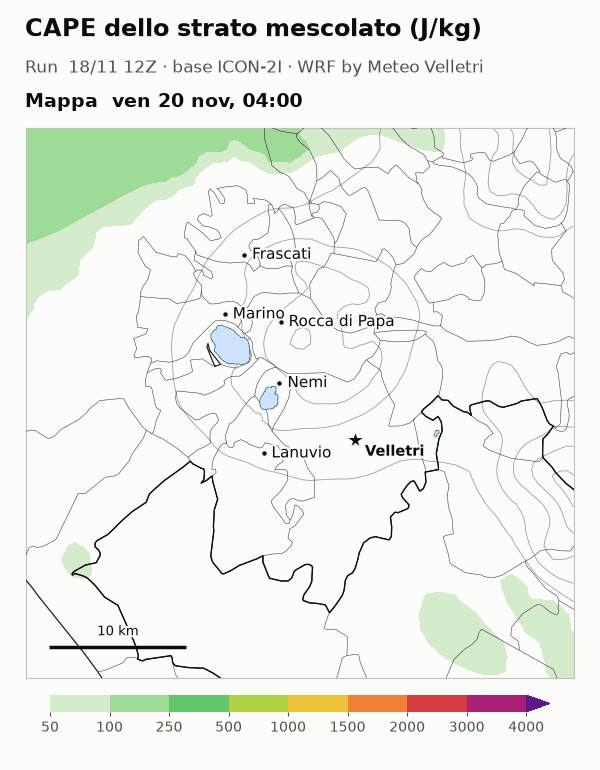 CAPE dello strato mescolato (J/kg)
Run  18/11 12Z · base ICON-2I · WRF by Meteo Velletri
Mappa  ven 20 nov, 04:00
Frascati
Marino
Rocca di Papa
Nemi
Velletri
Lanuvio
10 km
50 100 250 500 1000 1500 2000 3000 4000